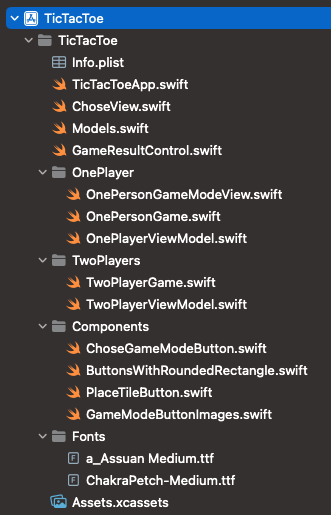 TicTacToe
TicTacToe
Info.plist
TicTacToeApp.swift
ChoseView.swift
Models.swift
GameResultControl.swift
OnePlayer
OnePersonGameModeView.swift
OnePersonGame.swift
OnePlayerViewModel.swift
TwoPlayers
TwoPlayerGame.swift
TwoPlayerViewModel.swift
Components
ChoseGameModeButton.swift
ButtonsWithRoundedRectangle.swift
PlaceTileButton.swift
GameModeButtonImages.swift
Fonts
a_Assuan Medium.ttf
ChakraPetch-Medium.ttf
Assets.xcassets